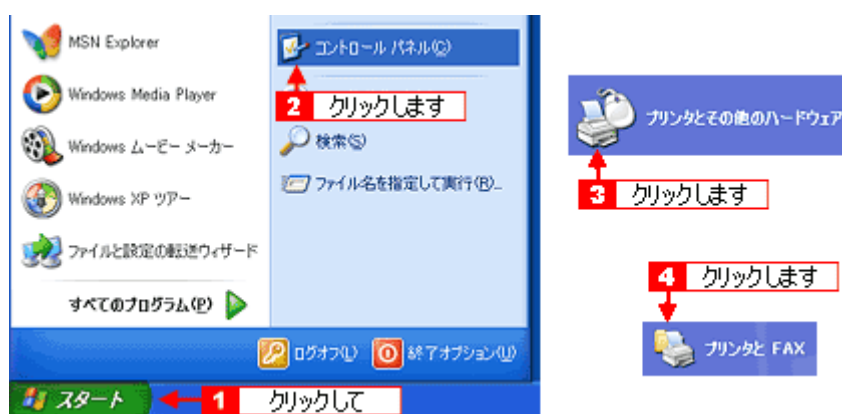 MSN Explorer
Windows Media Player
Windows ムービー メーカー
Windows XP ツアー
ファイルと設定の転送ウィザード
すべてのプログラム(P)
コントロール パネル(C)
2 クリックします
検索(S)
ファイル名を指定して実行(R)...
ログオフ(L)
終了オプション(U)
スタート
1 クリックして
プリンタとその他のハードウェア
3 クリックします
4 クリックします
プリンタと FAX